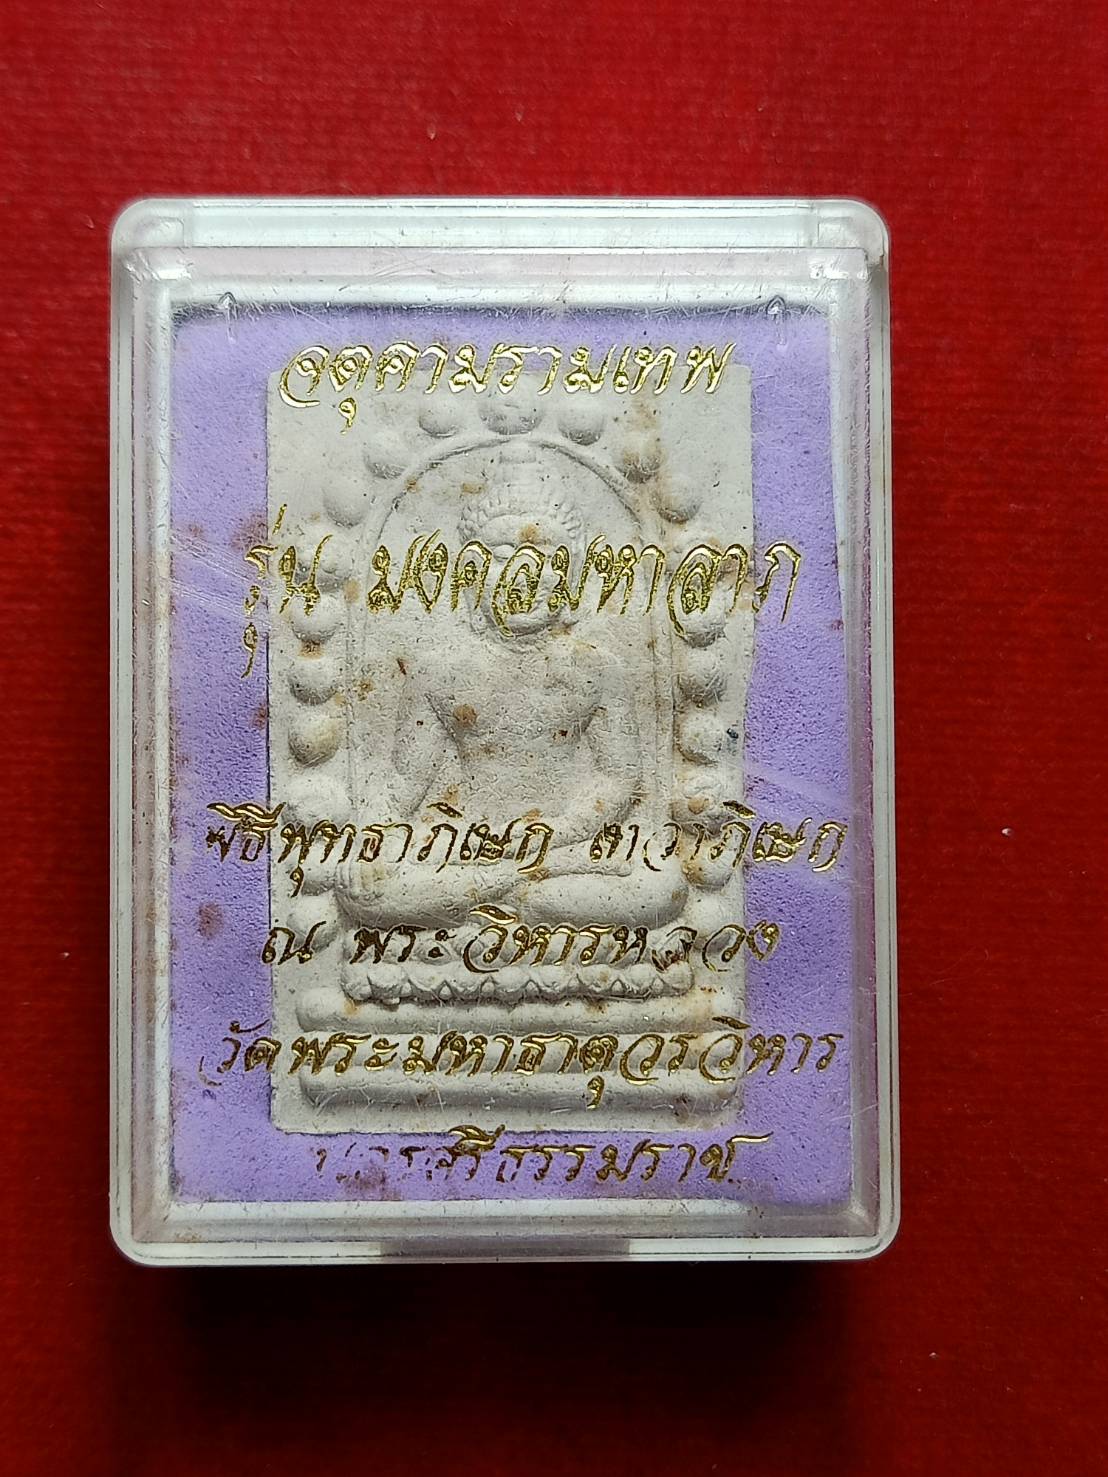 จตุคามรามเทพ
รุ่น มงคลมหาลาภ
พิธีพุทธาภิเษก เทวาภิเษก
ณ พระวิหารหลวง
วัดพระมหาธาตุวรวิหาร
นครศรีธรรมราช